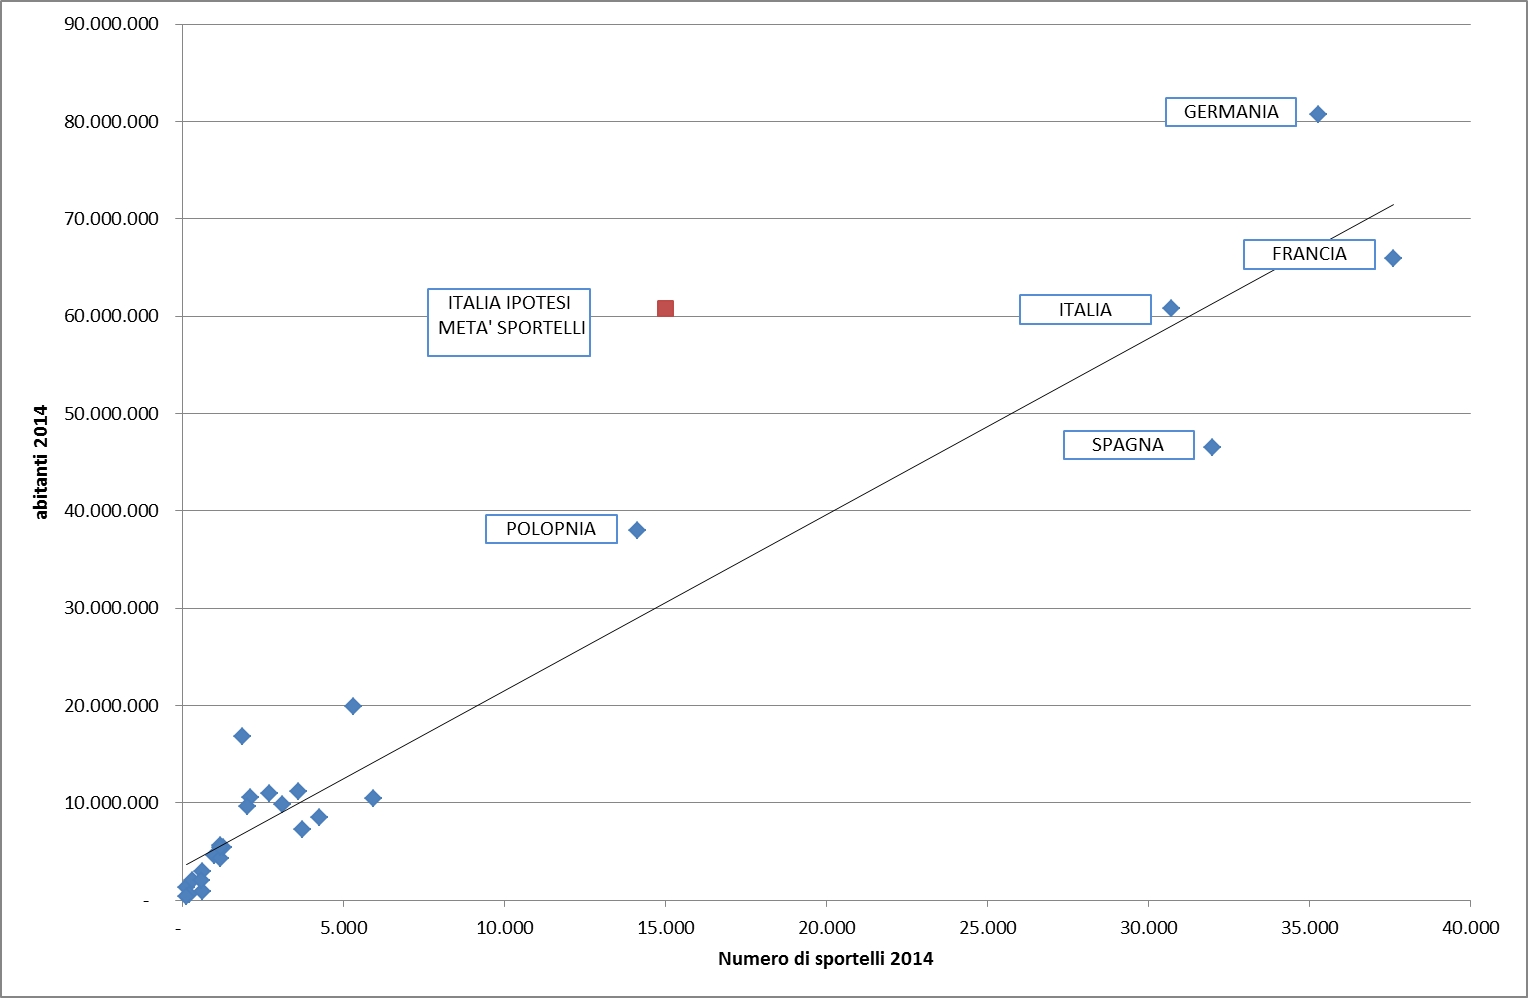 90.000.000
80.000.000
70.000.000
60.000.000
50.000.000
40.000.000
30.000.000
20.000.000
10.000.000
-
abitanti 2014
GERMANIA
FRANCIA
ITALIA IPOTESI
META' SPORTELLI
ITALIA
SPAGNA
POLOPNIA
- 5.000 10.000 15.000 20.000 25.000 30.000 35.000 40.000
Numero di sportelli 2014